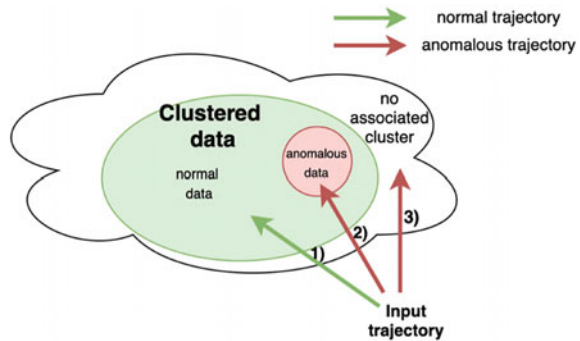 normal trajectory
anomalous trajectory
no
associated
cluster
Clustered
data
anomalous
data
normal
data
1)
2)
3)
Input
trajectory